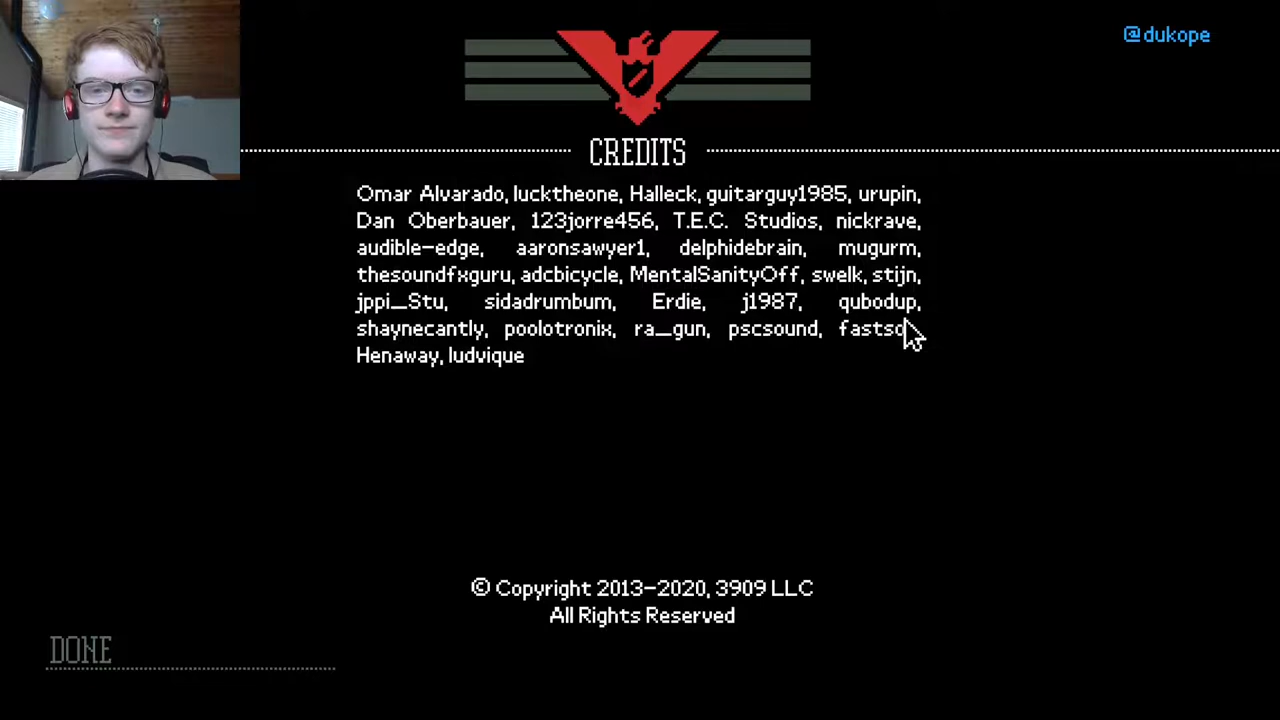 @dukope
CREDITS
Omar Alvarado, lucktheone, Halleck, guitarguy1985, urupin,
Dan Oberbauer, 123jorre456, T.E.C. Studios, nickrave,
audible-edge, aaronsawyer1, delphidebrain, mugurm,
thesoundfxguru, adcbicycle, MentalSanityOff, swelk, stijn,
jppi_Stu, sidadrumbum, Erdie, j1987, qubodup,
shaynecantly, poolotronix, ra_gun, pscsound,
Henaway, ludvique
© Copyright 2013-2020, 3909 LLC
All Rights Reserved
DONE